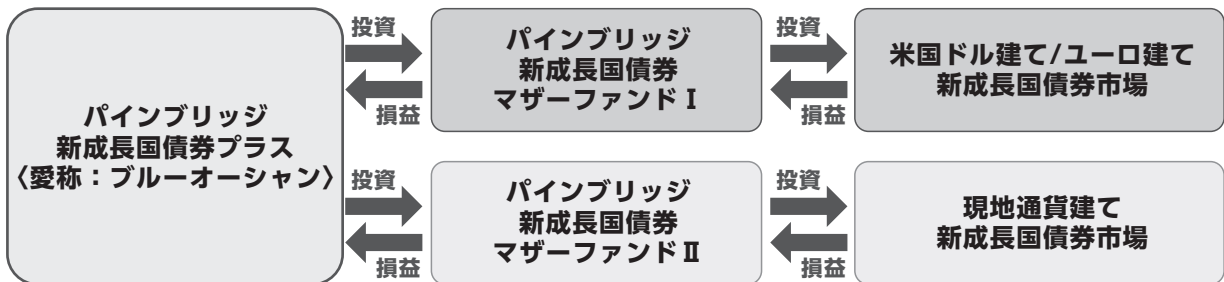 パインブリッジ
新成長国債券プラス
〈愛称：ブルーオーシャン〉
投資
損益
パインブリッジ
新成長国債券
マザーファンドⅠ
投資
損益
米国ドル建て/ユーロ建て
新成長国債券市場
投資
損益
パインブリッジ
新成長国債券
マザーファンドⅡ
投資
損益
現地通貨建て
新成長国債券市場